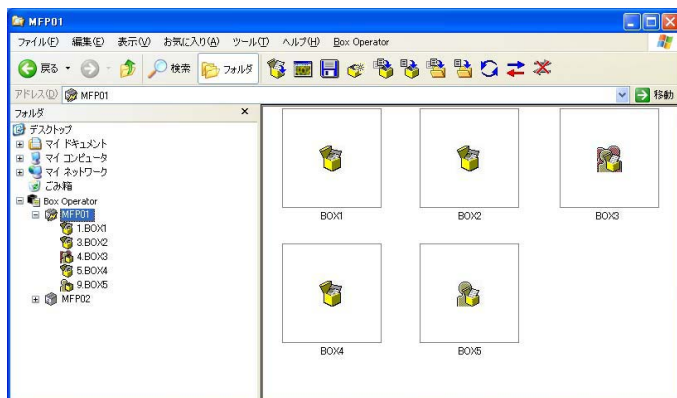 MFP01
ファイル(F) 編集(E) 表示(V) お気に入り(A) ツール(T) ヘルプ(H) Box Operator
戻る 検索 フォルダ 
アドレス(D) MFP01 移動
フォルダ ×
デスクトップ
マイ ドキュメント
マイ コンピュータ
マイ ネットワーク
ごみ箱
Box Operator
MFP01
1.BOX1
3.BOX2
4.BOX3
5.BOX4
9.BOX5
MFP02
BOX1 BOX2 BOX3
BOX4 BOX5